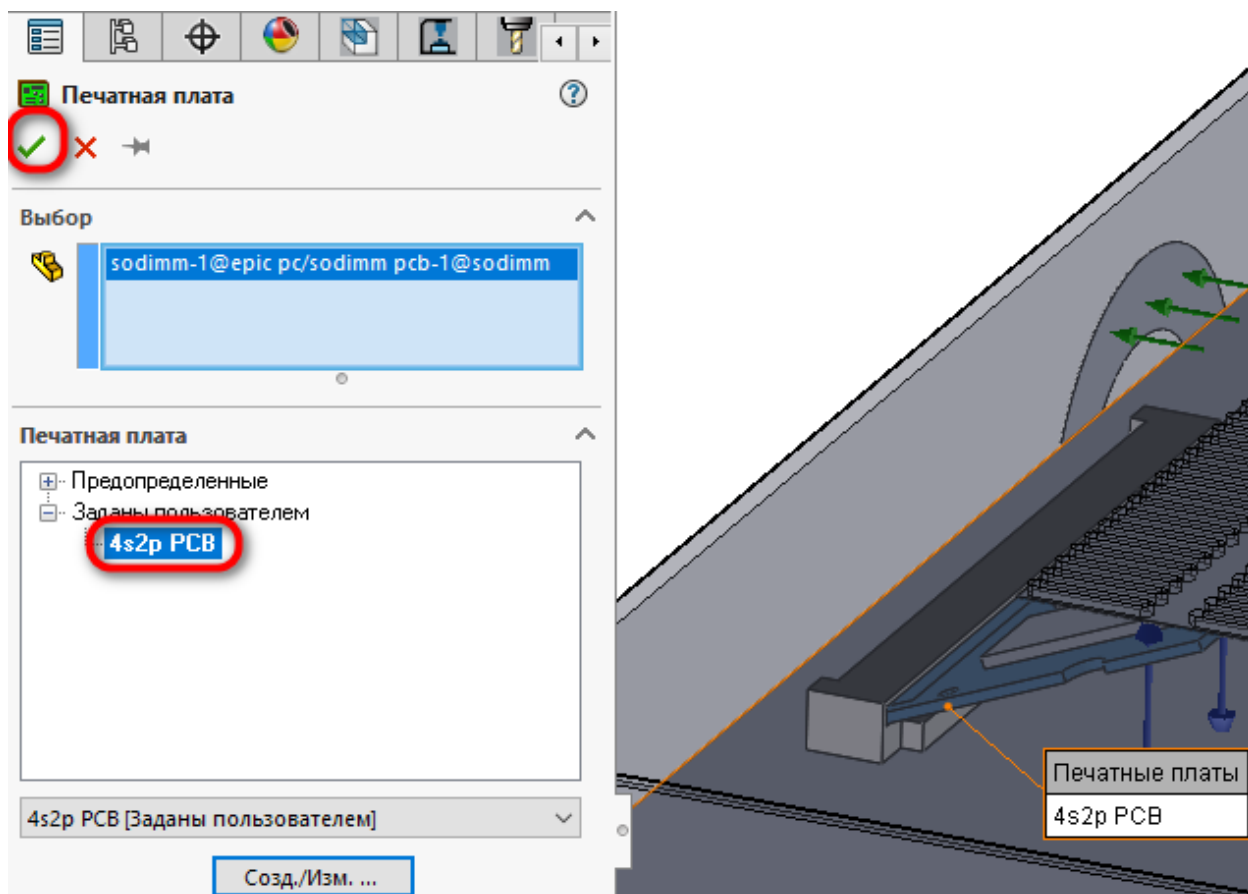 Печатная плата
Выбор
sodimm-1@epic pc/sodimm pcb-1@sodimm
Печатная плата
Предопределенные
Заданы пользователем
4s2p PCB
4s2p PCB [Заданы пользователем]
Созд./Изм. ...
Печатные платы
4s2p PCB